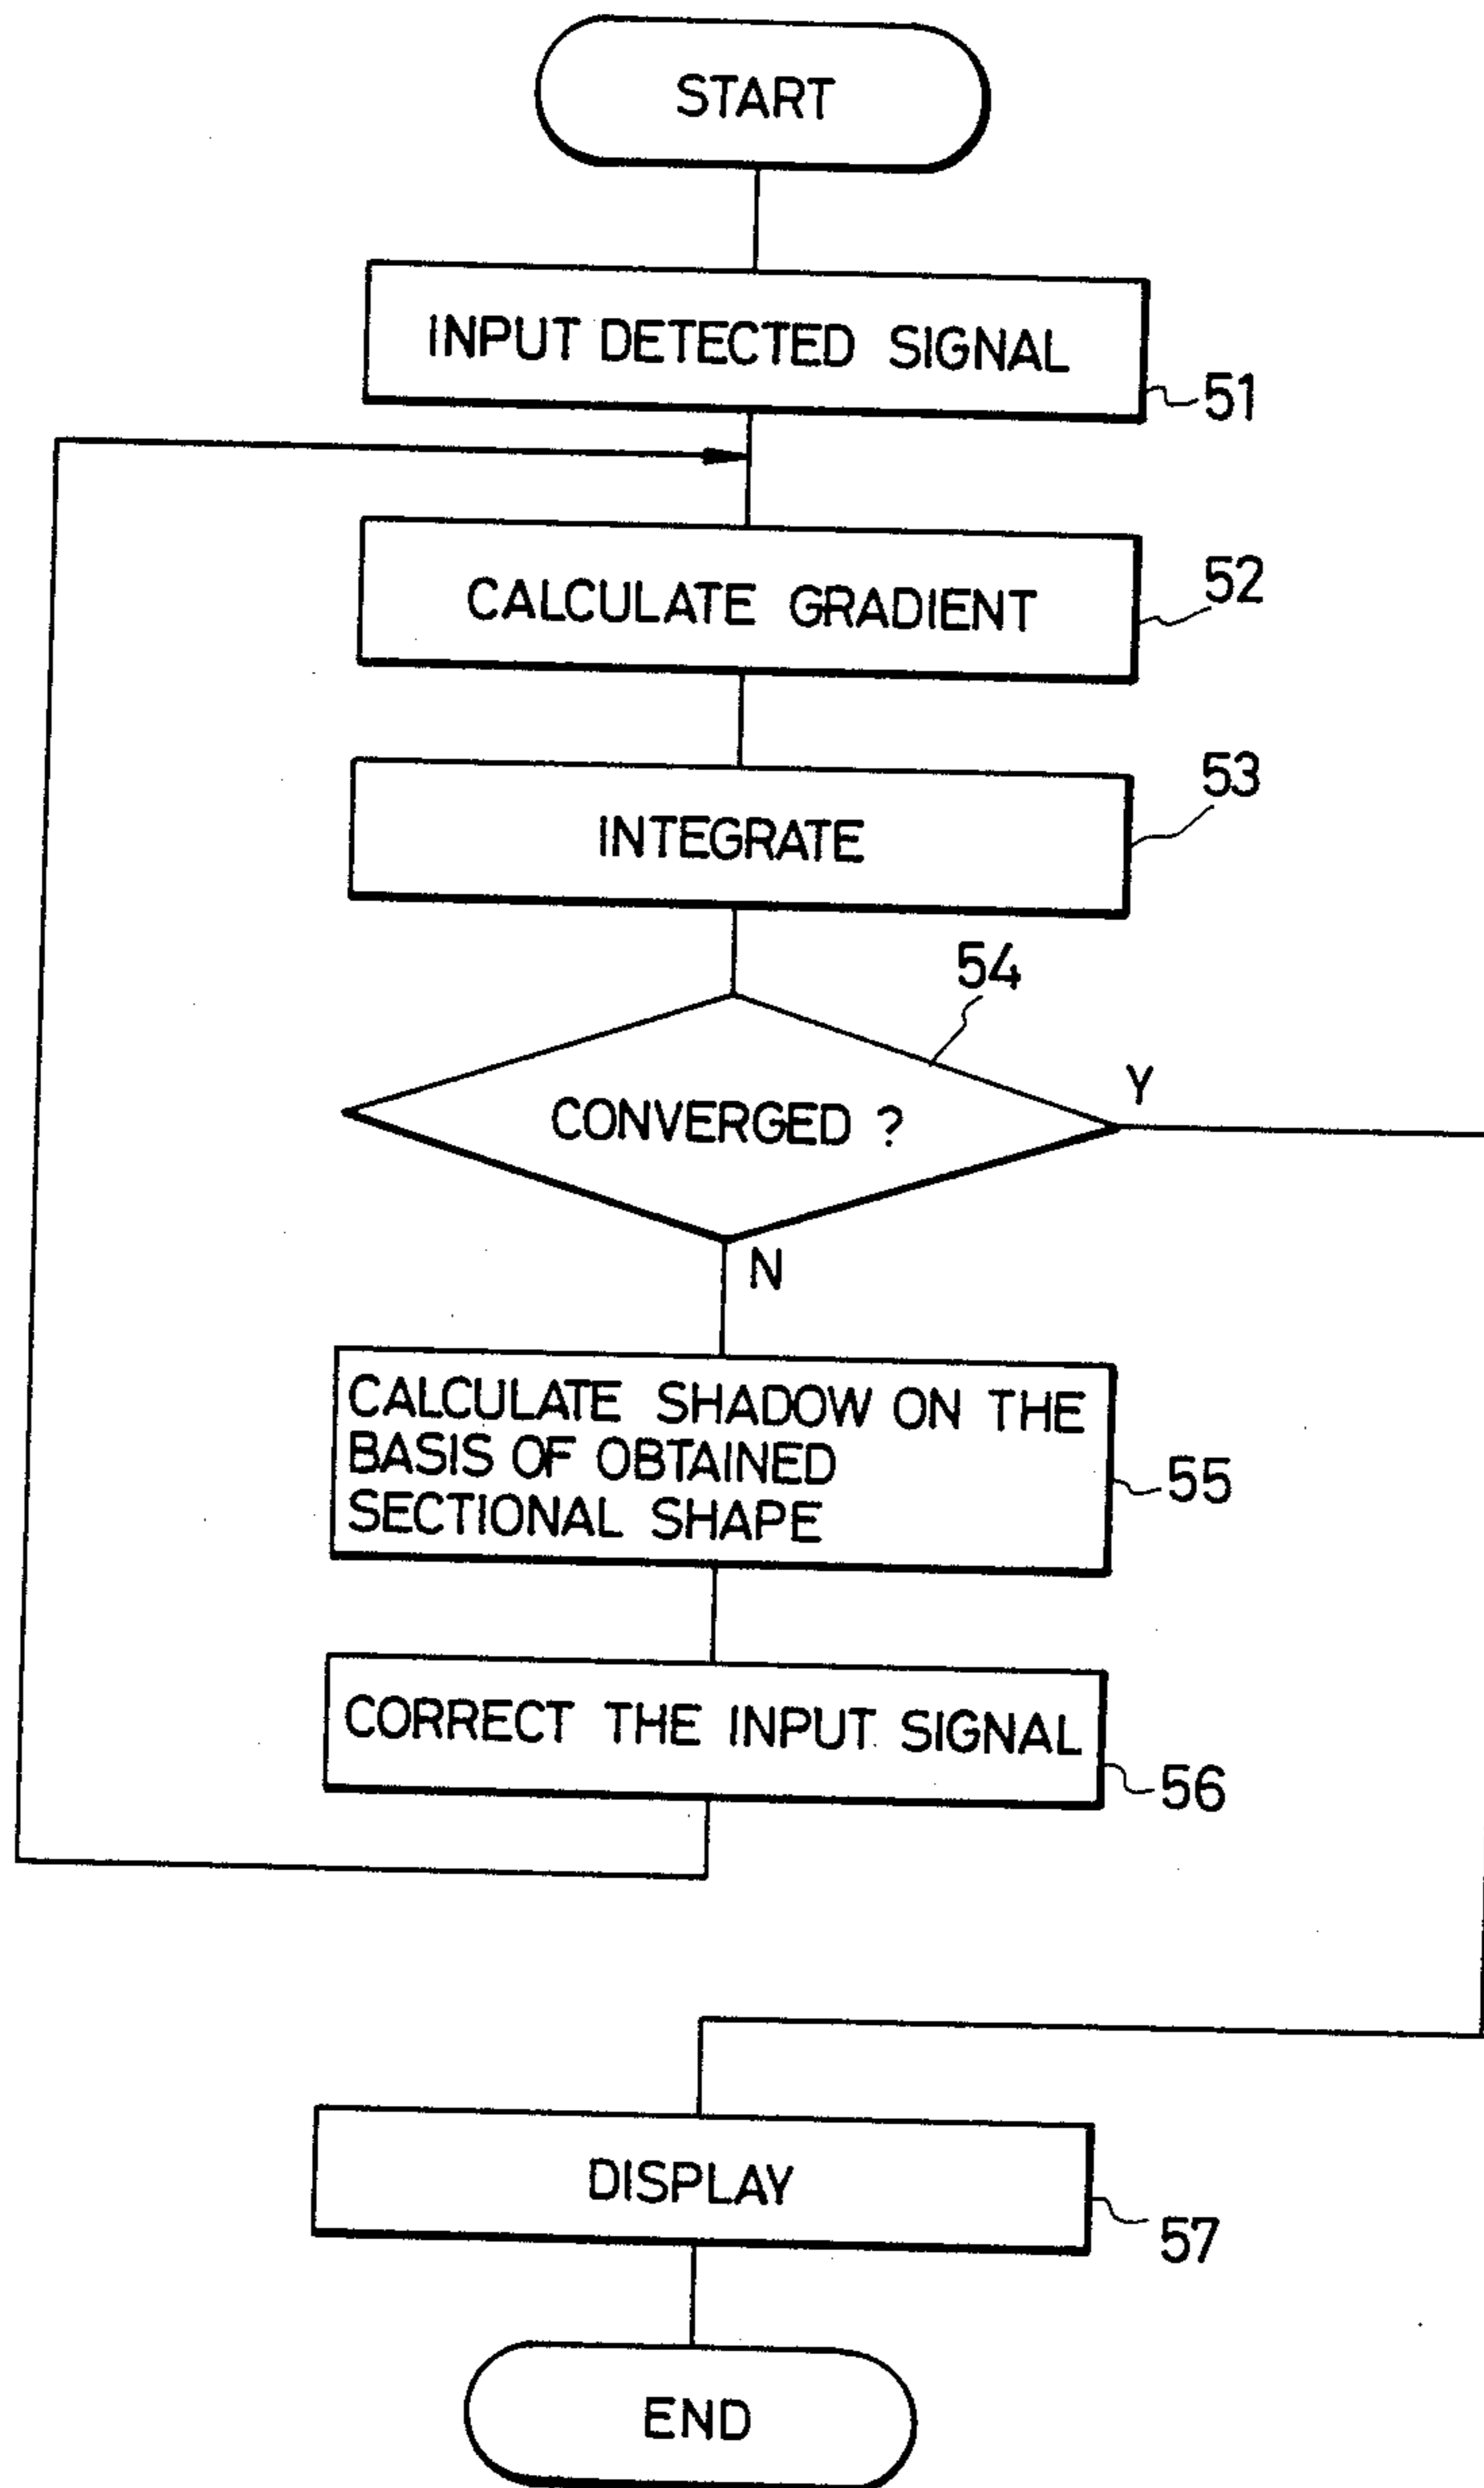 START
INPUT DETECTED SIGNAL
51
CALCULATE GRADIENT
52
INTEGRATE
53
54
CONVERGED ?
Y
N
CALCULATE SHADOW ON THE
BASIS OF OBTAINED
SECTIONAL SHAPE
55
CORRECT THE INPUT SIGNAL
56
DISPLAY
57
END